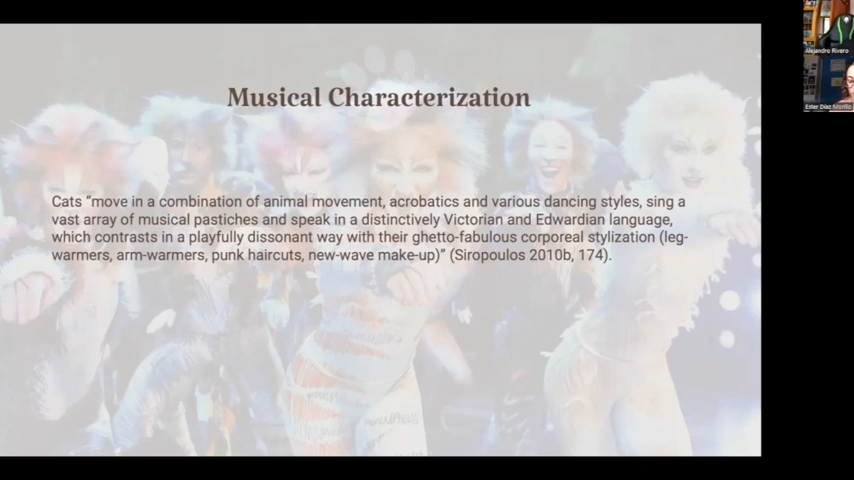 Musical Characterization
Cats “move in a combination of animal movement, acrobatics and various dancing styles, sing a
vast array of musical pastiches and speak in a distinctively Victorian and Edwardian language,
which contrasts in a playfully dissonant way with their ghetto-fabulous corporeal stylization (leg-
warmers, arm-warmers, punk haircuts, new-wave make-up)” (Siropoulos 2010b, 174).
Alejandro Rivero
Ester Díaz